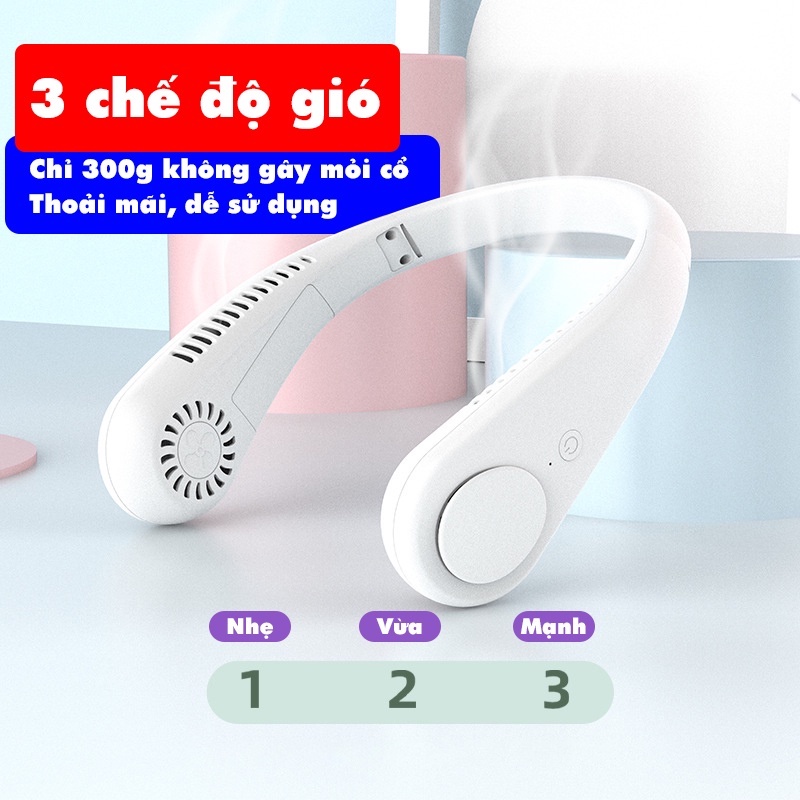 3 chế độ gió
Chỉ 300g không gây mỏi cổ
Thoải mãi, dễ sử dụng
Nhẹ Vừa Mạnh
1 2 3